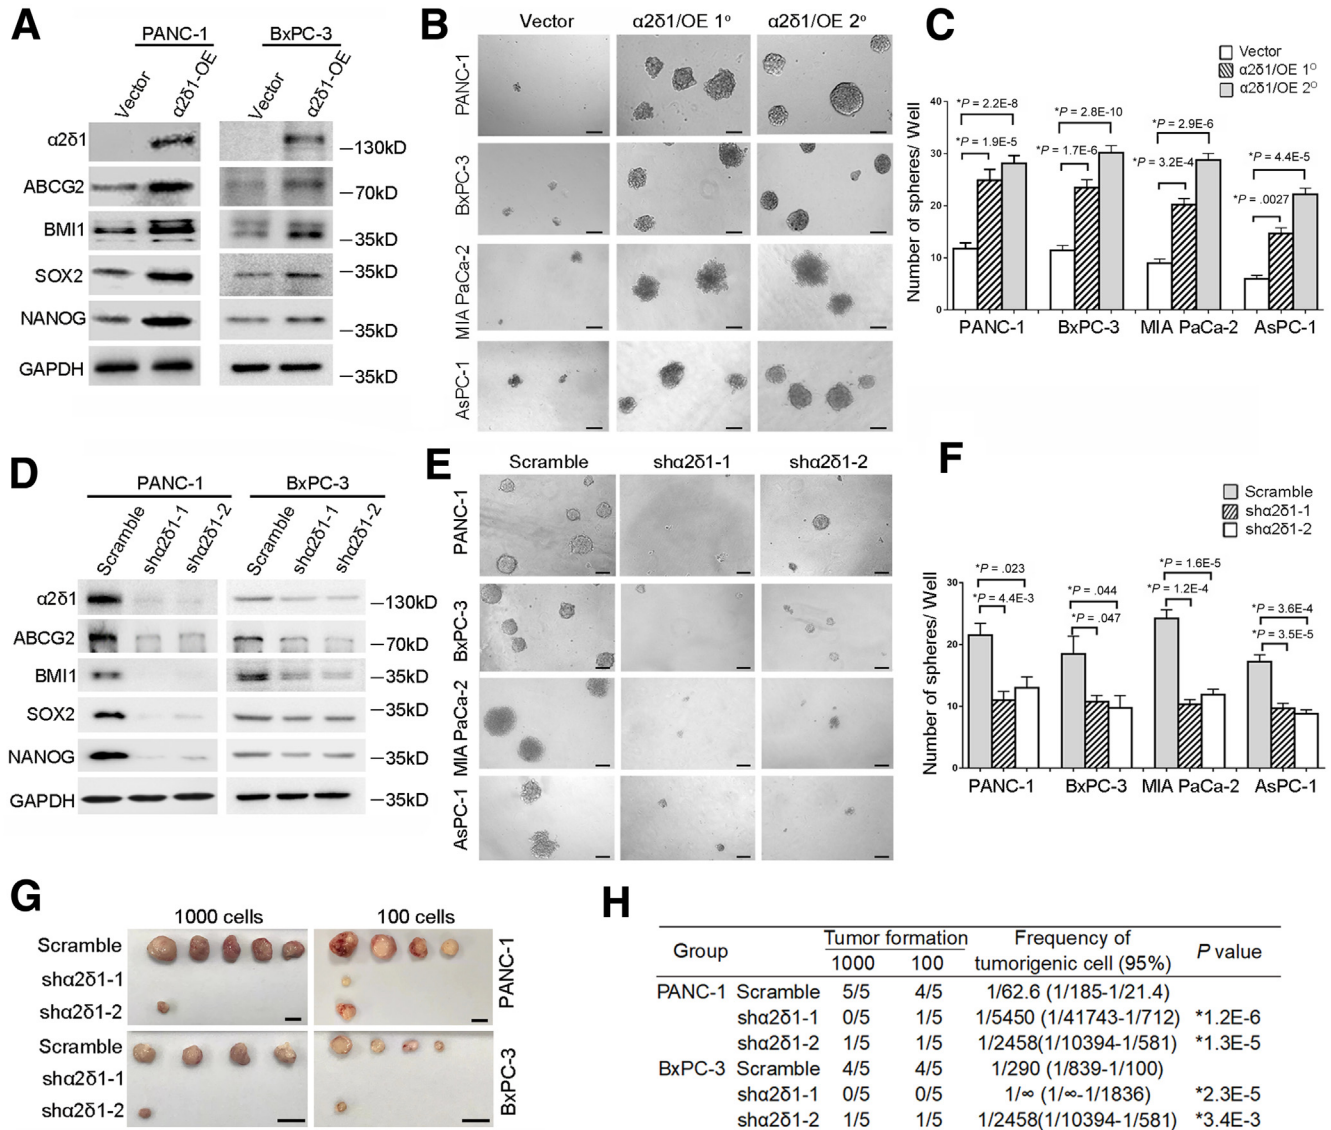 A
PANC-1 BxPC-3
Vector α2δ1-OE Vector α2δ1-OE
α2δ1 —130kD
ABCG2 —70kD
BMI1 —35kD
SOX2 —35kD
NANOG —35kD
GAPDH —35kD
B
Vector α2δ1/OE 1º α2δ1/OE 2º
PANC-1
BxPC-3
MIA PaCa-2
AsPC-1
C
Vector
α2δ1/OE 1º
α2δ1/OE 2º
Number of spheres/ Well
40
30
20
10
0
*P = 2.2E-8
*P = 1.9E-5
*P = 2.8E-10
*P = 1.7E-6
*P = 2.9E-6
*P = 3.2E-4
*P = 4.4E-5
*P = .0027
PANC-1 BxPC-3 MIA PaCa-2 AsPC-1
D
PANC-1 BxPC-3
Scramble shα2δ1-1 shα2δ1-2 Scramble shα2δ1-1 shα2δ1-2
α2δ1 —130kD
ABCG2 —70kD
BMI1 —35kD
SOX2 —35kD
NANOG —35kD
GAPDH —35kD
E
Scramble shα2δ1-1 shα2δ1-2
PANC-1
BxPC-3
MIA PaCa-2
AsPC-1
F
Scramble
shα2δ1-1
shα2δ1-2
Number of spheres/ Well
30
20
10
0
*P = .023
*P = 4.4E-3
*P = .044
*P = .047
*P = 1.6E-5
*P = 1.2E-4
*P = 3.6E-4
*P = 3.5E-5
PANC-1 BxPC-3 MIA PaCa-2 AsPC-1
G
1000 cells 100 cells
Scramble
shα2δ1-1
shα2δ1-2
PANC-1
Scramble
shα2δ1-1
shα2δ1-2
BxPC-3
H
Group Tumor formation Frequency of P value
1000 100 tumorigenic cell (95%)
PANC-1 Scramble 5/5 4/5 1/62.6 (1/185-1/21.4)
shα2δ1-1 0/5 1/5 1/5450 (1/41743-1/712) *1.2E-6
shα2δ1-2 1/5 1/5 1/2458(1/10394-1/581) *1.3E-5
BxPC-3 Scramble 4/5 4/5 1/290 (1/839-1/100)
shα2δ1-1 0/5 0/5 1/∞ (1/∞-1/1836) *2.3E-5
shα2δ1-2 1/5 1/5 1/2458(1/10394-1/581) *3.4E-3